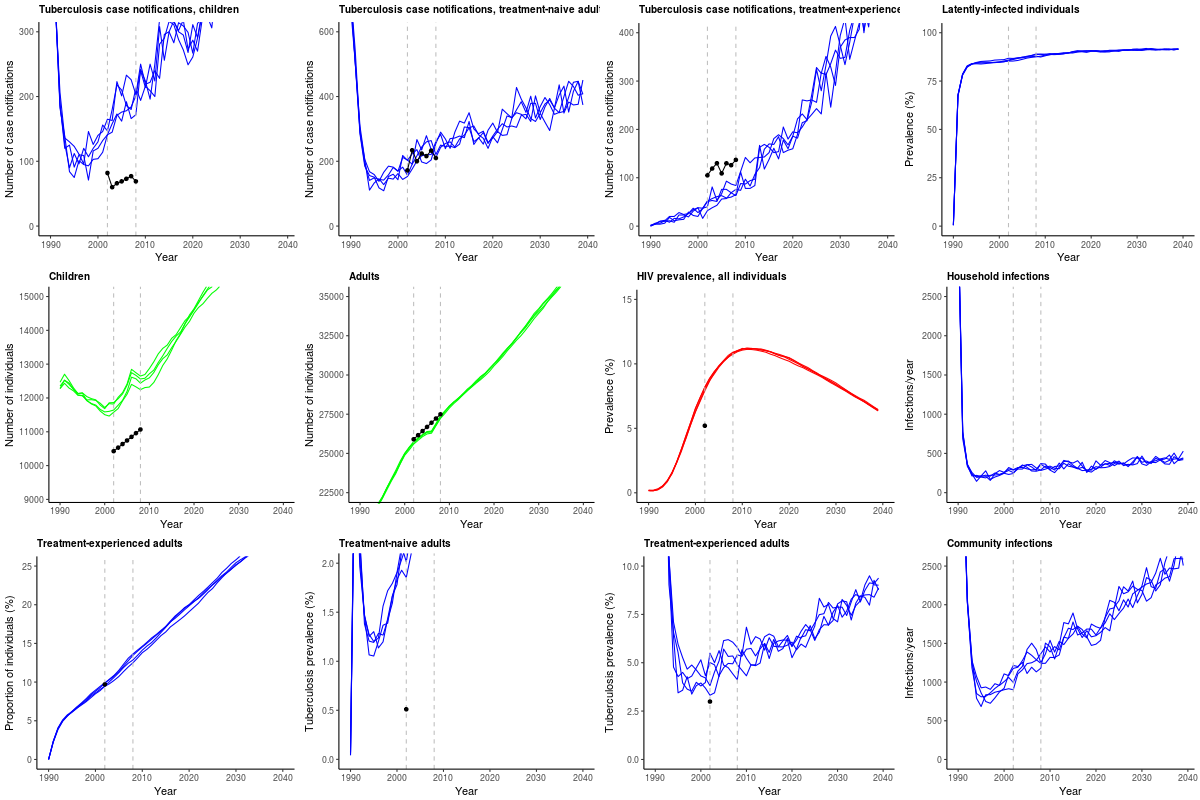 Tuberculosis case notifications, children
Number of case notifications
300
200
100
0
1990 2000 2010 2020 2030 2040
Year
Tuberculosis case notifications, treatment-naive adul
Number of case notifications
600
400
200
0
1990 2000 2010 2020 2030 2040
Year
Tuberculosis case notifications, treatment-experience
Number of case notifications
400
300
200
100
0
1990 2000 2010 2020 2030 2040
Year
Latently-infected individuals
Prevalence (%)
100
75
50
25
0
1990 2000 2010 2020 2030 2040
Year
Children
Number of individuals
15000
14000
13000
12000
11000
10000
9000
1990 2000 2010 2020 2030 2040
Year
Adults
Number of individuals
35000
32500
30000
27500
25000
22500
1990 2000 2010 2020 2030 2040
Year
HIV prevalence, all individuals
Prevalence (%)
15
10
5
0
1990 2000 2010 2020 2030 2040
Year
Household infections
Infections/year
2500
2000
1500
1000
500
0
1990 2000 2010 2020 2030 2040
Year
Treatment-experienced adults
Proportion of individuals (%)
25
20
15
10
5
0
1990 2000 2010 2020 2030 2040
Year
Treatment-naive adults
Tuberculosis prevalence (%)
2.0
1.5
1.0
0.5
0.0
1990 2000 2010 2020 2030 2040
Year
Treatment-experienced adults
Tuberculosis prevalence (%)
10.0
7.5
5.0
2.5
0.0
1990 2000 2010 2020 2030 2040
Year
Community infections
Infections/year
2500
2000
1500
1000
500
0
1990 2000 2010 2020 2030 2040
Year